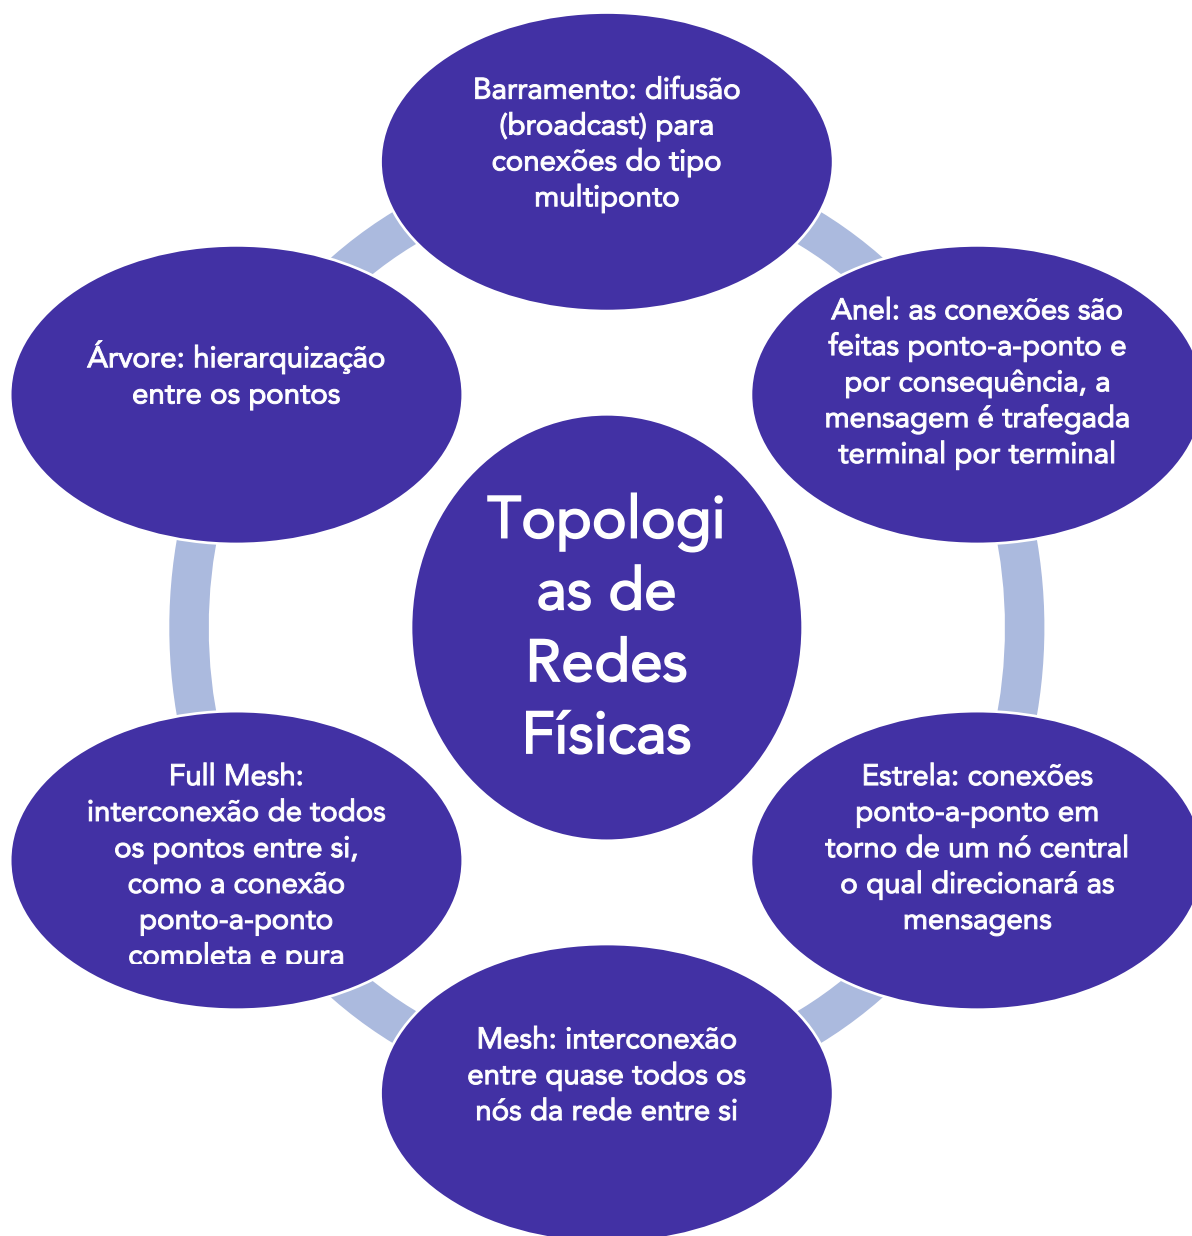 Barramento: difusão
(broadcast) para
conexões do tipo
multiponto
Anel: as conexões são
feitas ponto-a-ponto e
por consequência, a
mensagem é trafegada
terminal por terminal
Estrela: conexões
ponto-a-ponto em
torno de um nó central
o qual direcionará as
mensagens
Mesh: interconexão
entre quase todos os
nós da rede entre si
Full Mesh:
interconexão de todos
os pontos entre si,
como a conexão
ponto-a-ponto
completa e pura
Árvore: hierarquização
entre os pontos
Topologi
as de
Redes
Físicas